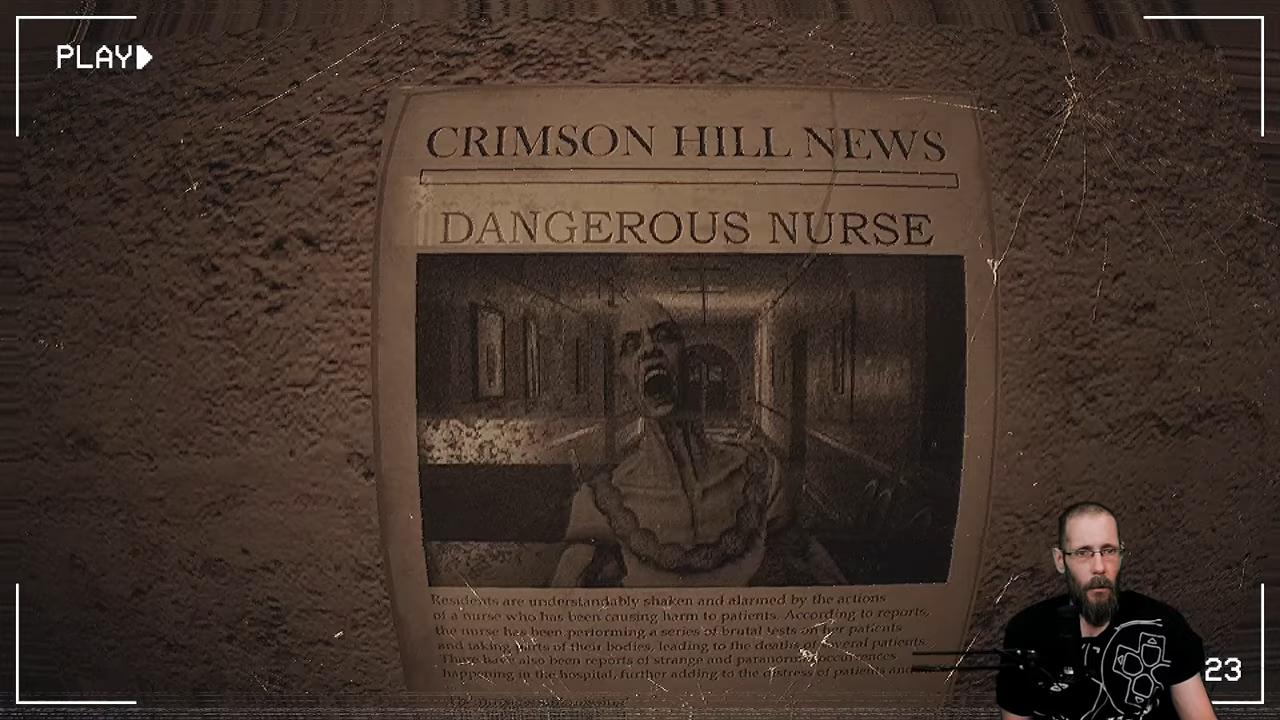 PLAY
CRIMSON HILL NEWS
DANGEROUS NURSE
Residents are understandably shaken and alarmed by the actions
of a nurse who has been causing harm to patients. According to reports,
the nurse has been performing a series of brutal tests on her patients
and taking parts of their bodies, leading to the deaths of several patients.
There have also been reports of strange and paranormal occurrences
happening in the hospital, further adding to the distress of patients and
23